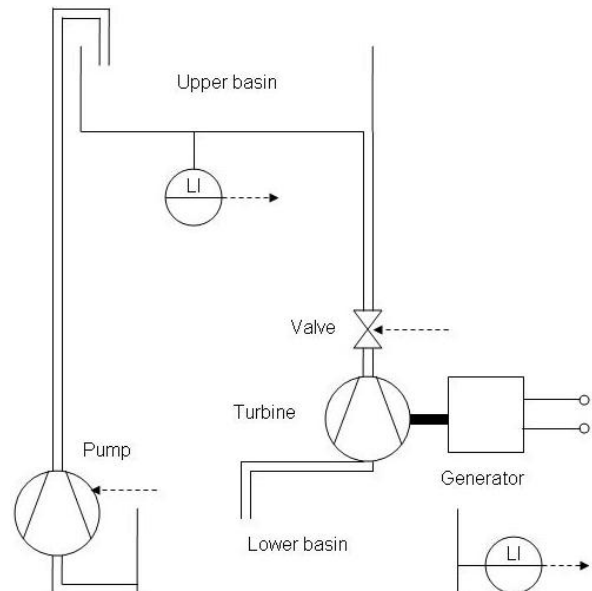 Upper basin
LI
Valve
Turbine
Pump
Generator
Lower basin
LI